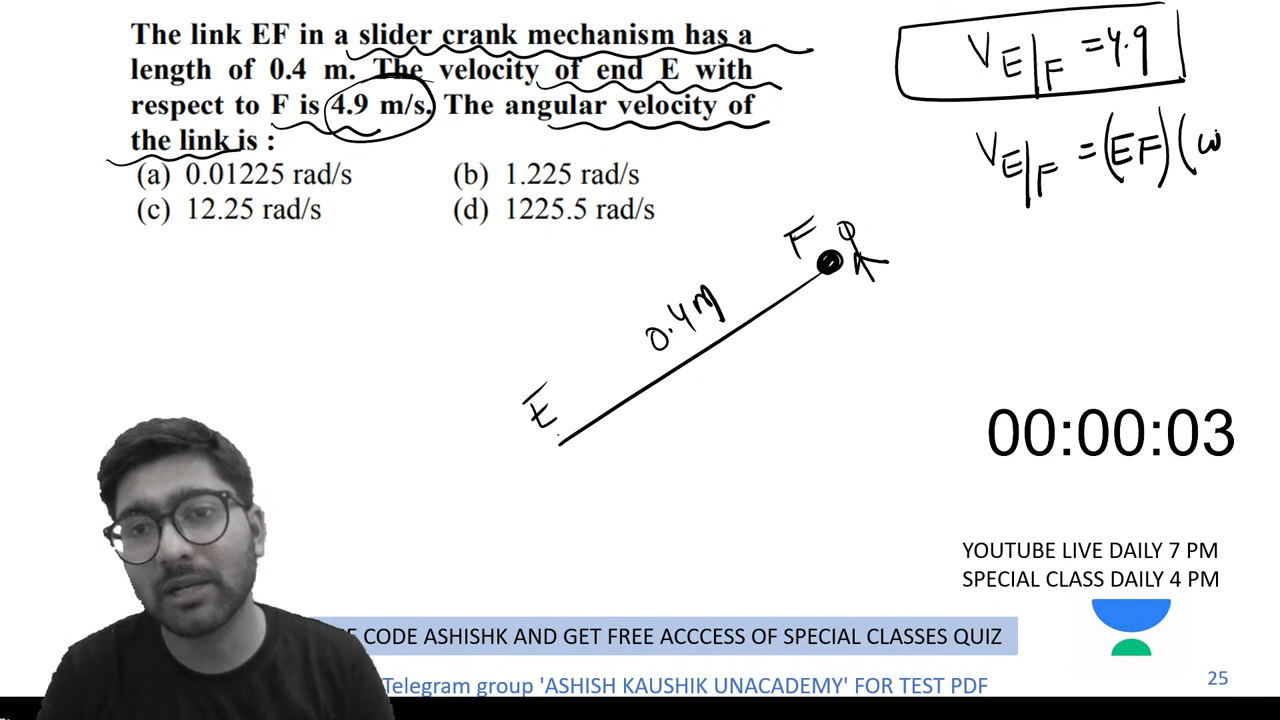 The link EF in a slider crank mechanism has a
length of 0.4 m. The velocity of end E with
respect to F is 4.9 m/s. The angular velocity of
the link is :
(a) 0.01225 rad/s (b) 1.225 rad/s
(c) 12.25 rad/s (d) 1225.5 rad/s
V E/F = 4.9
V E/F = (EF) (ω
F
0.4 m
E
00:00:03
YOUTUBE LIVE DAILY 7 PM
SPECIAL CLASS DAILY 4 PM
CODE ASHISHK AND GET FREE ACCCESS OF SPECIAL CLASSES QUIZ
Telegram group 'ASHISH KAUSHIK UNACADEMY' FOR TEST PDF
25